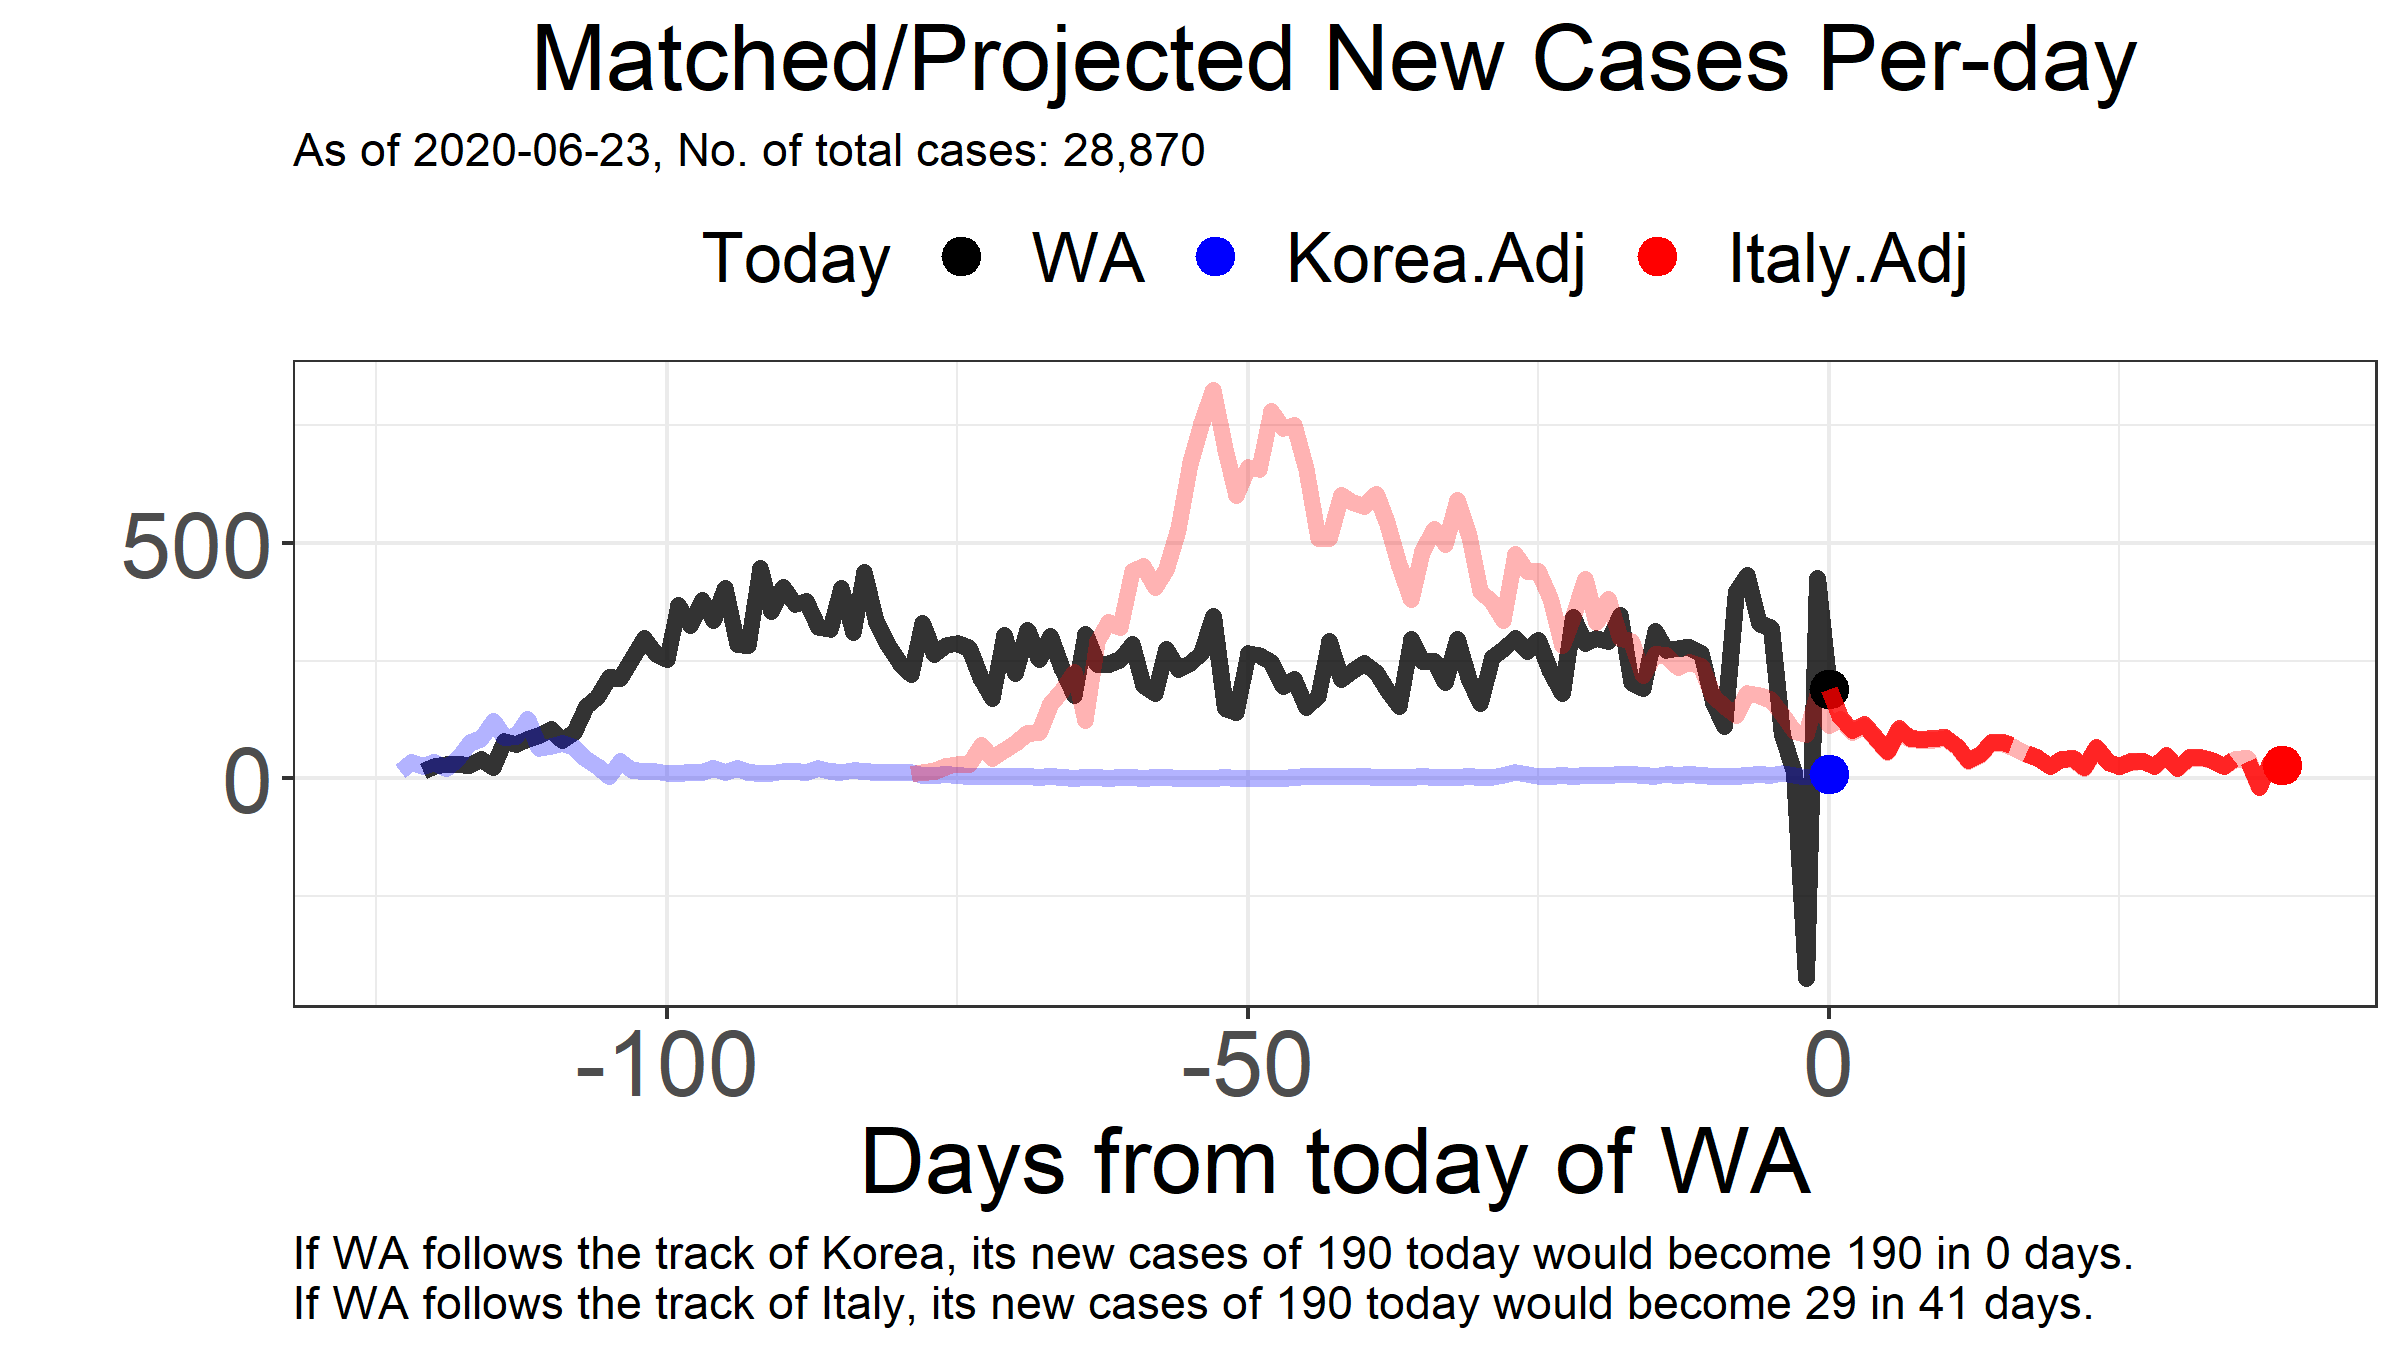 Matched/Projected New Cases Per-day
As of 2020-06-23, No. of total cases: 28,870
Today WA Korea.Adj Italy.Adj
500
0
-100 -50 0
Days from today of WA
If WA follows the track of Korea, its new cases of 190 today would become 190 in 0 days.
If WA follows the track of Italy, its new cases of 190 today would become 29 in 41 days.